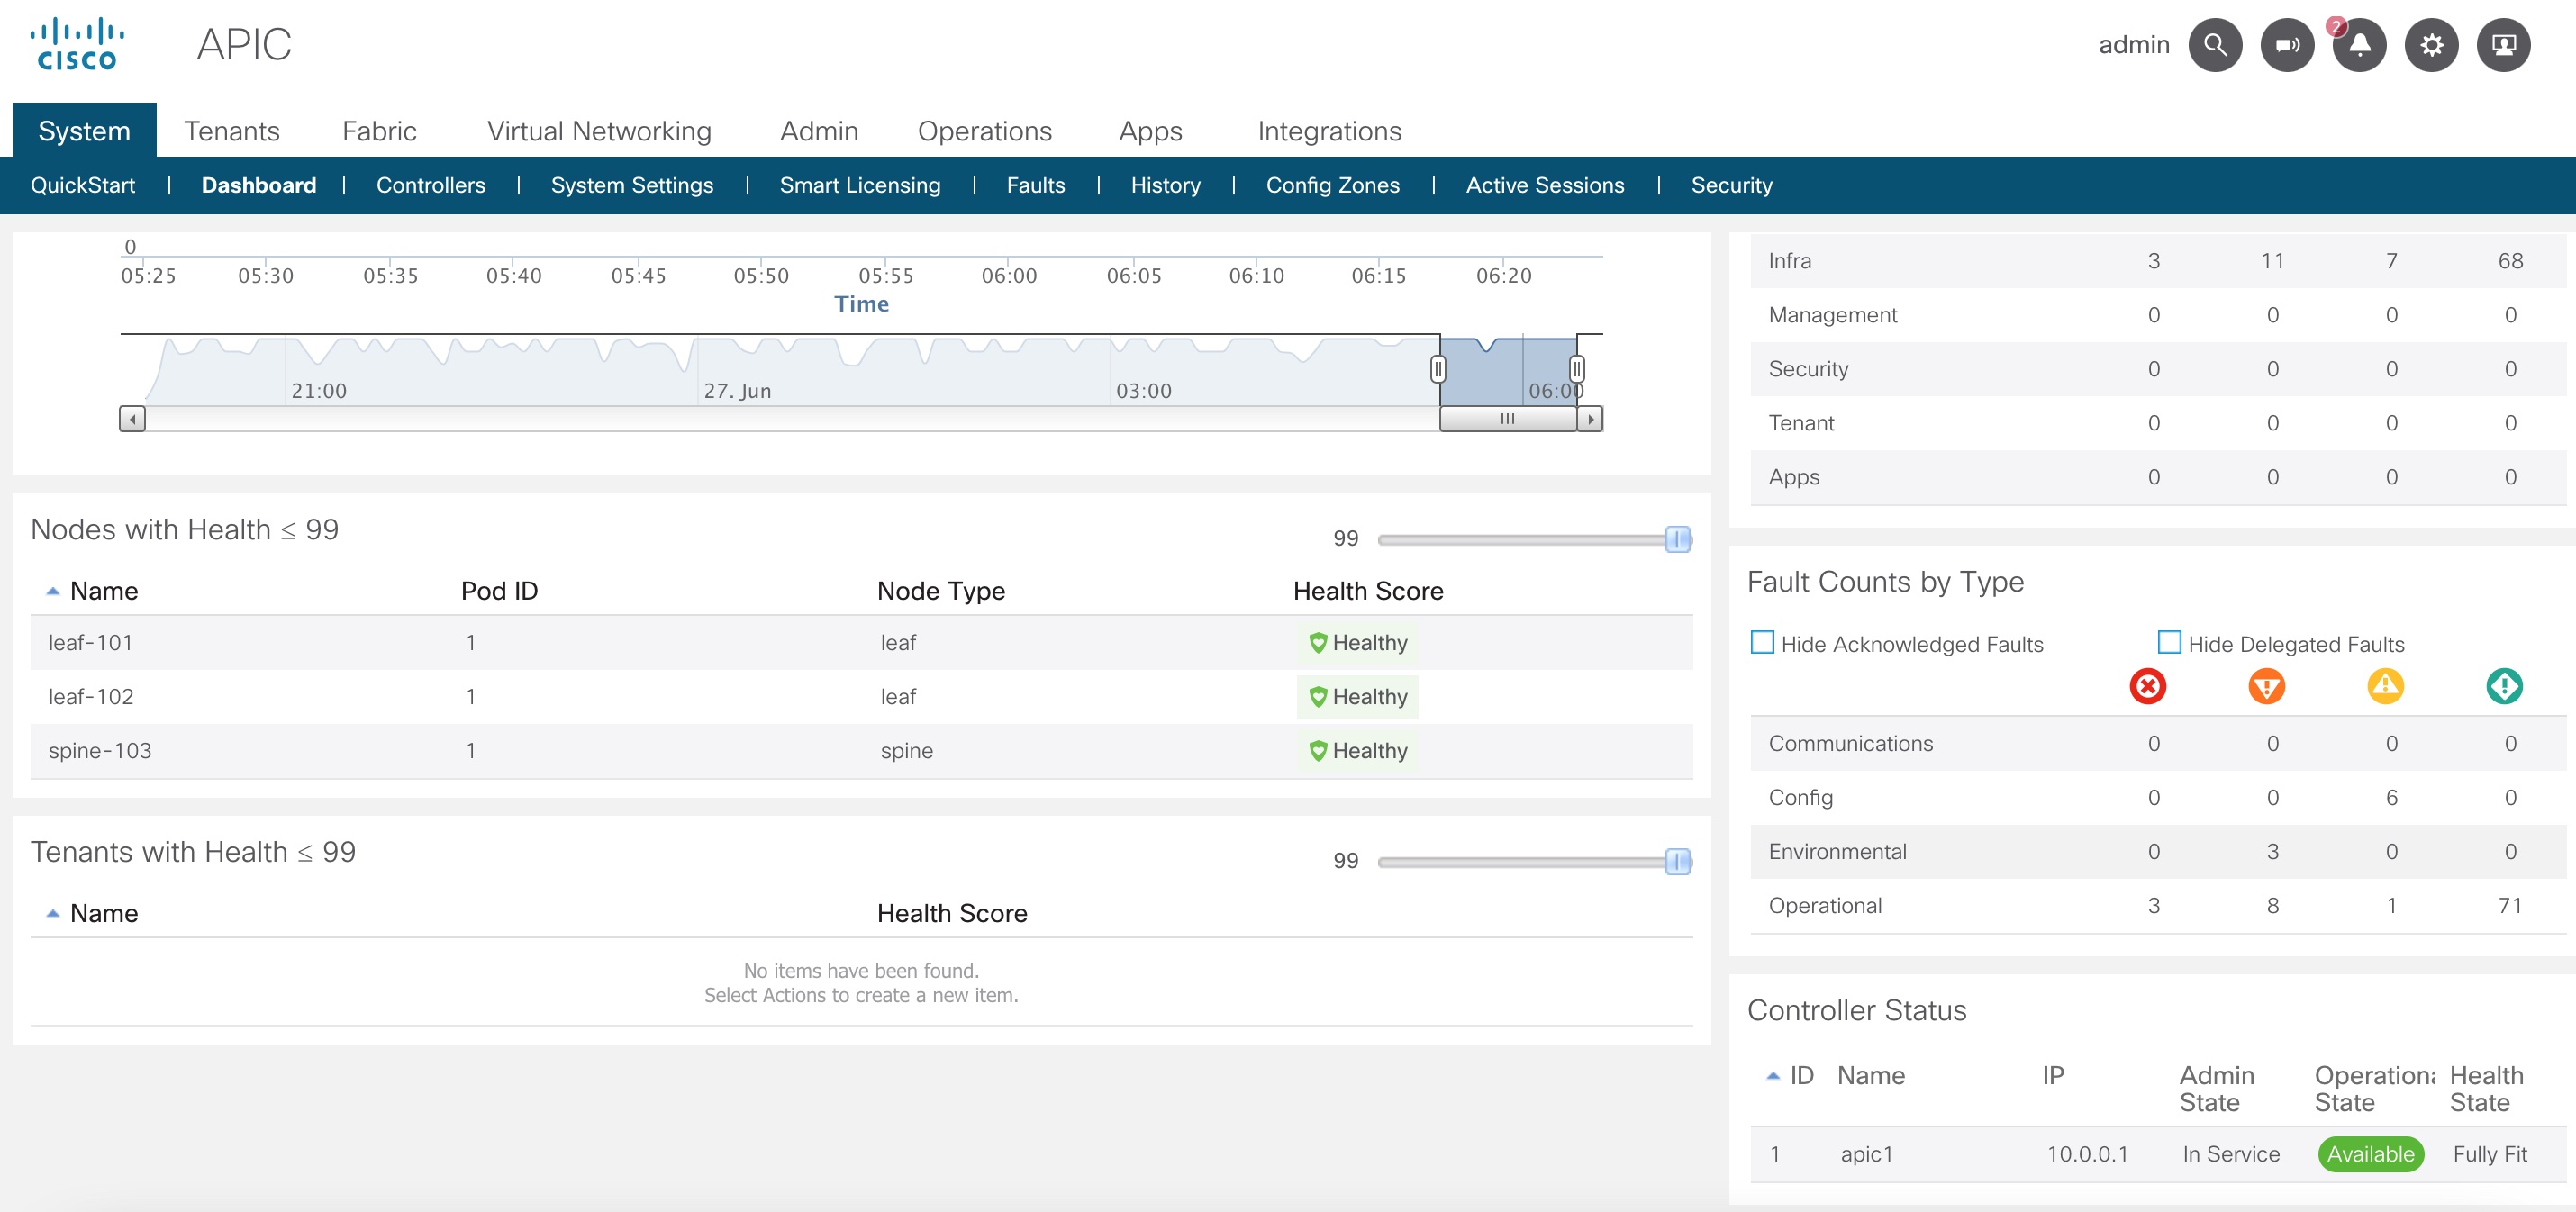 CISCO
APIC
admin
2
System Tenants Fabric Virtual Networking Admin Operations Apps Integrations
QuickStart | Dashboard | Controllers | System Settings | Smart Licensing | Faults | History | Config Zones | Active Sessions | Security
0
05:25 05:30 05:35 05:40 05:45 05:50 05:55 06:00 06:05 06:10 06:15 06:20
Time
21:00 27. Jun 03:00 06:00
Nodes with Health ≤ 99
99
Name Pod ID Node Type Health Score
leaf-101 1 leaf Healthy
leaf-102 1 leaf Healthy
spine-103 1 spine Healthy
Tenants with Health ≤ 99
99
Name Health Score
No items have been found.
Select Actions to create a new item.
Infra 3 11 7 68
Management 0 0 0 0
Security 0 0 0 0
Tenant 0 0 0 0
Apps 0 0 0 0
Fault Counts by Type
Hide Acknowledged Faults Hide Delegated Faults
Communications 0 0 0 0
Config 0 0 6 0
Environmental 0 3 0 0
Operational 3 8 1 71
Controller Status
ID Name IP Admin State Operationa State Health State
1 apic1 10.0.0.1 In Service Available Fully Fit